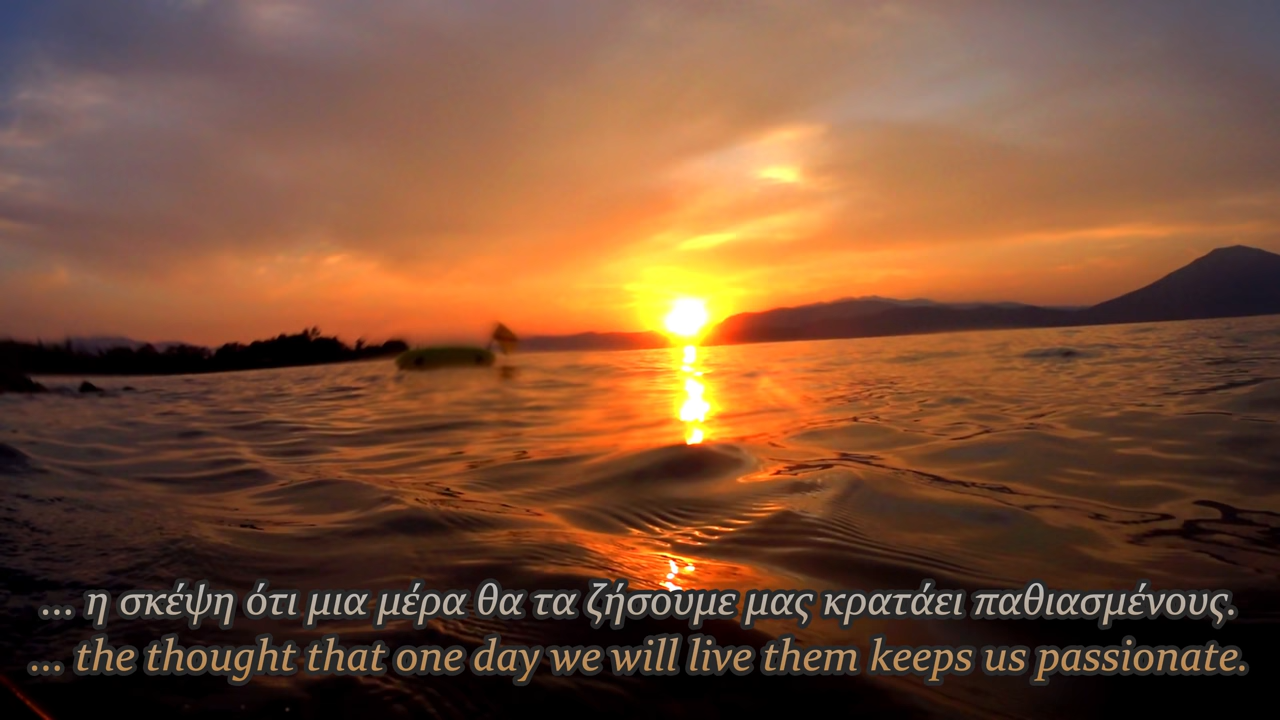 ... η σκέψη ότι μια μέρα θα τα ζήσουμε μας κρατάει παθιασμένους.
... the thought that one day we will live them keeps us passionate.